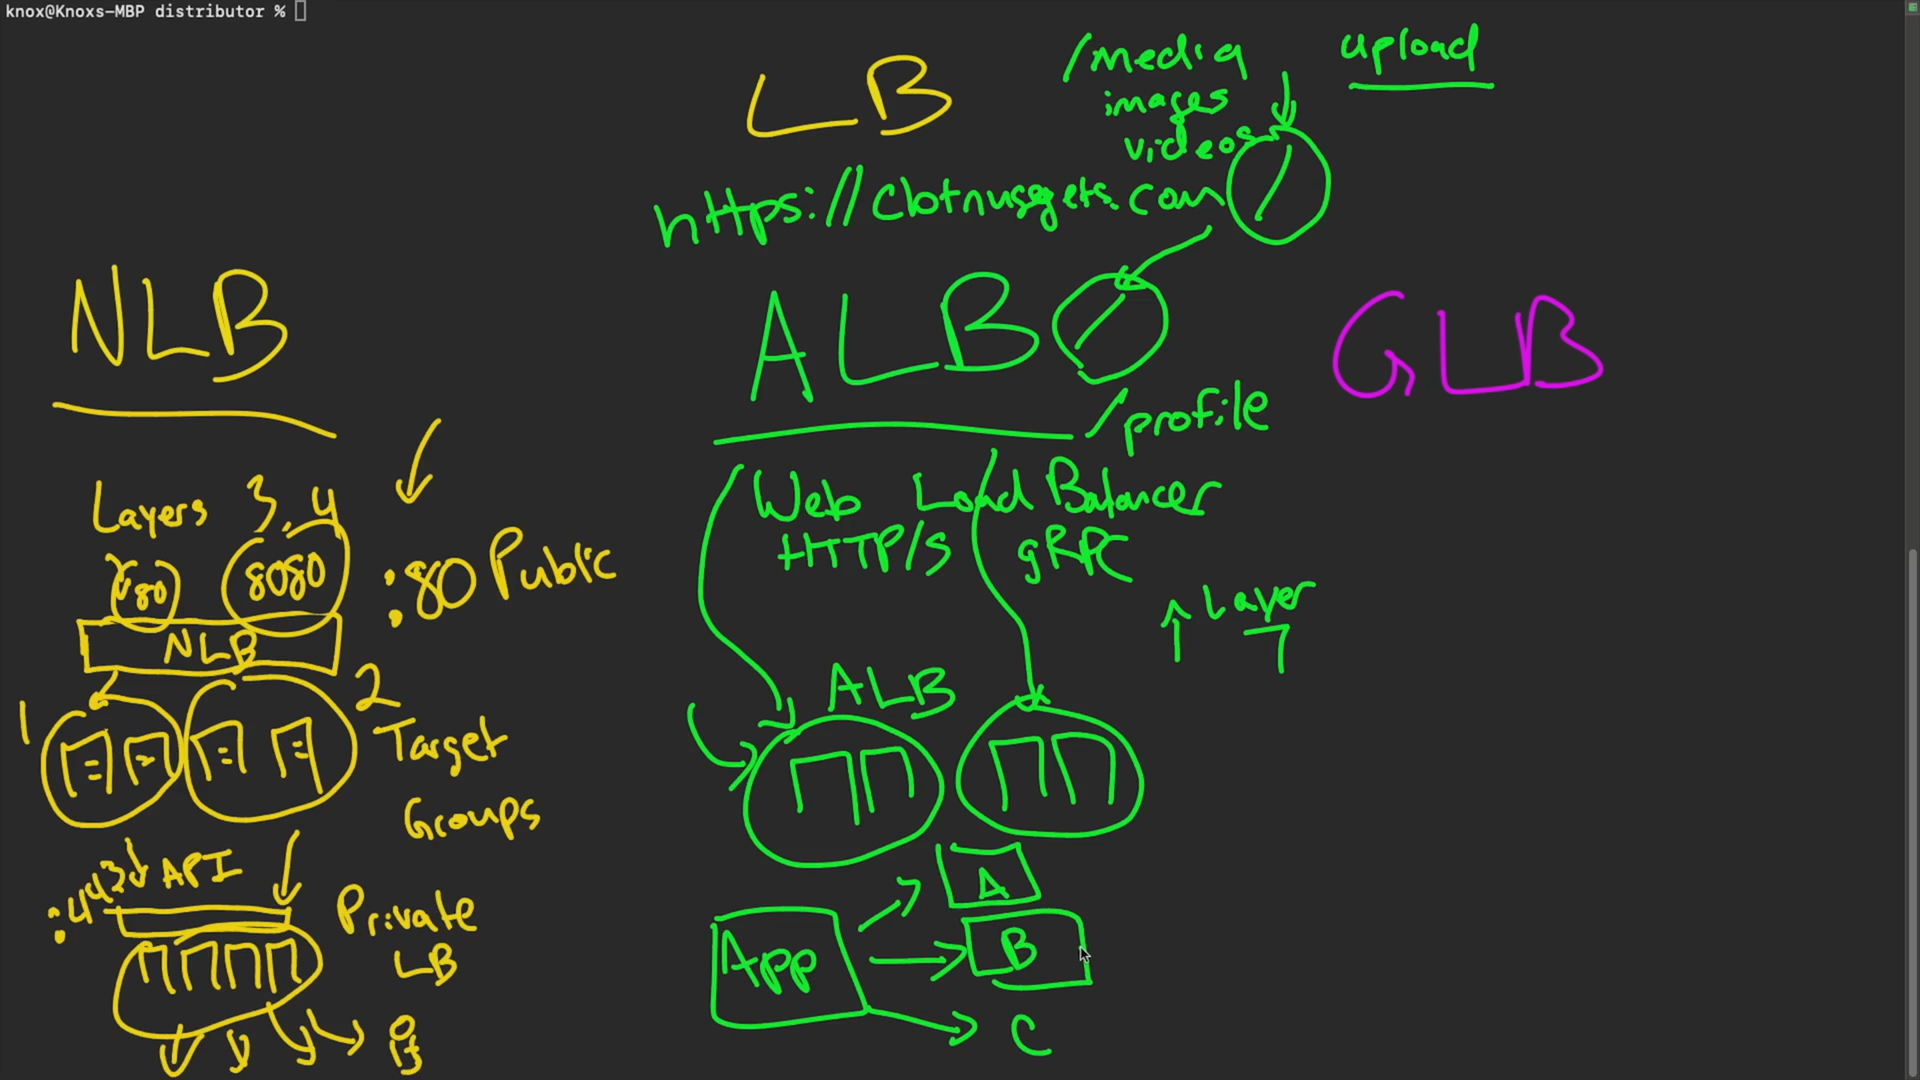 knox@Knoxs-MBP distributor %
LB
/media
images
videos
upload
https://cbtnuggets.com/
NLB
ALB /
GLB
/profile
Layers 3, 4
:80
8080
:80 Public
NLB
1
2
Target
Groups
:443
API
Private
LB
Web Load Balancer
HTTP/S gRPC
Layer
7
ALB
App
A
B
C